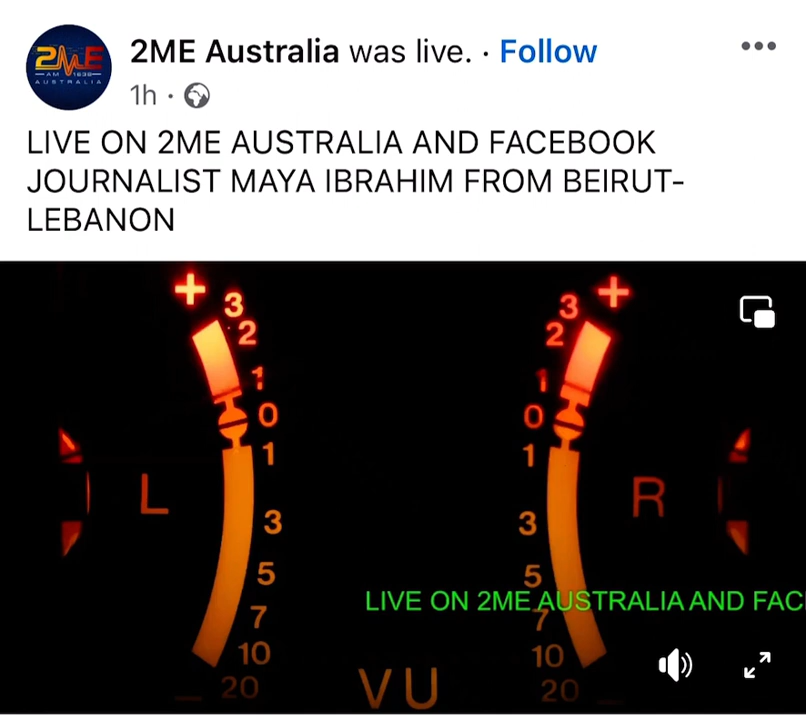 2ME
AM 1638
AUSTRALIA
2ME Australia was live. · Follow
1h ·
LIVE ON 2ME AUSTRALIA AND FACEBOOK
JOURNALIST MAYA IBRAHIM FROM BEIRUT-
LEBANON
+ 3 3 +
2 2
1 1
0 0
1 1
L R
3 3
5 5
LIVE ON 2ME AUSTRALIA AND FAC
7 7
10 10
VU
20 20